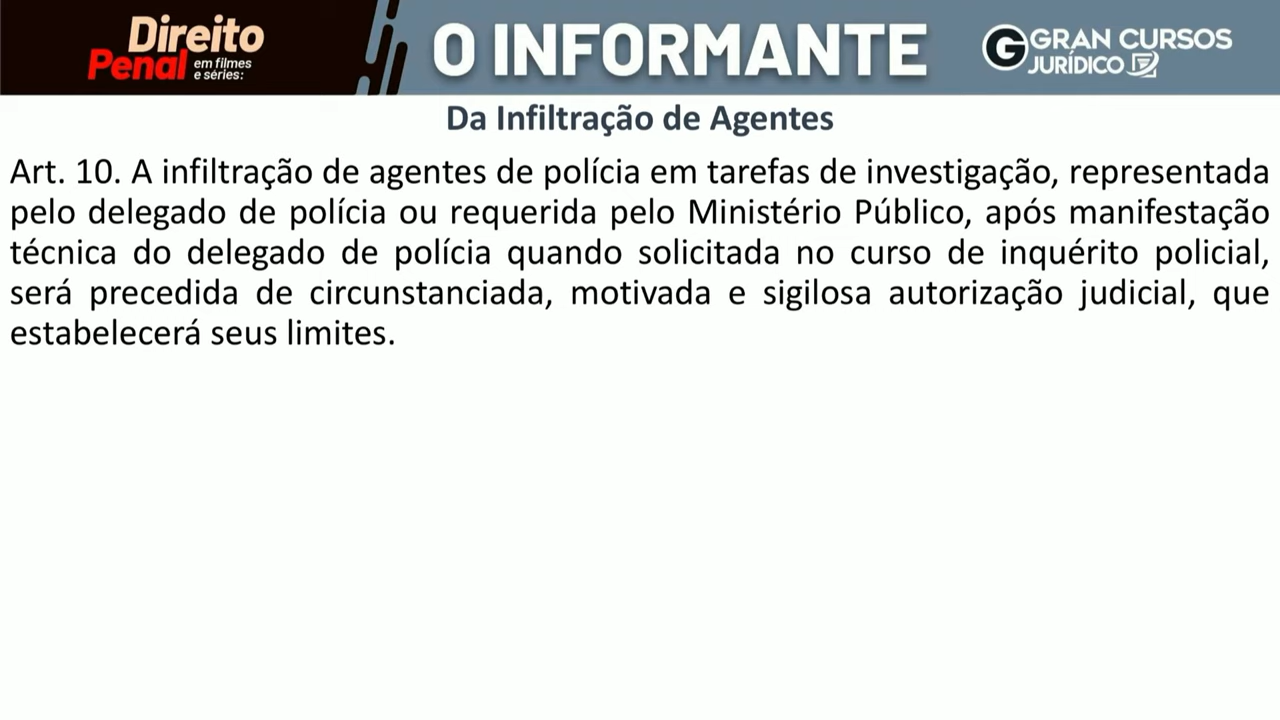 Direito
Penal em filmes
e séries:
O INFORMANTE
G GRAN CURSOS
JURÍDICO
Da Infiltração de Agentes
Art. 10. A infiltração de agentes de polícia em tarefas de investigação, representada
pelo delegado de polícia ou requerida pelo Ministério Público, após manifestação
técnica do delegado de polícia quando solicitada no curso de inquérito policial,
será precedida de circunstanciada, motivada e sigilosa autorização judicial, que
estabelecerá seus limites.